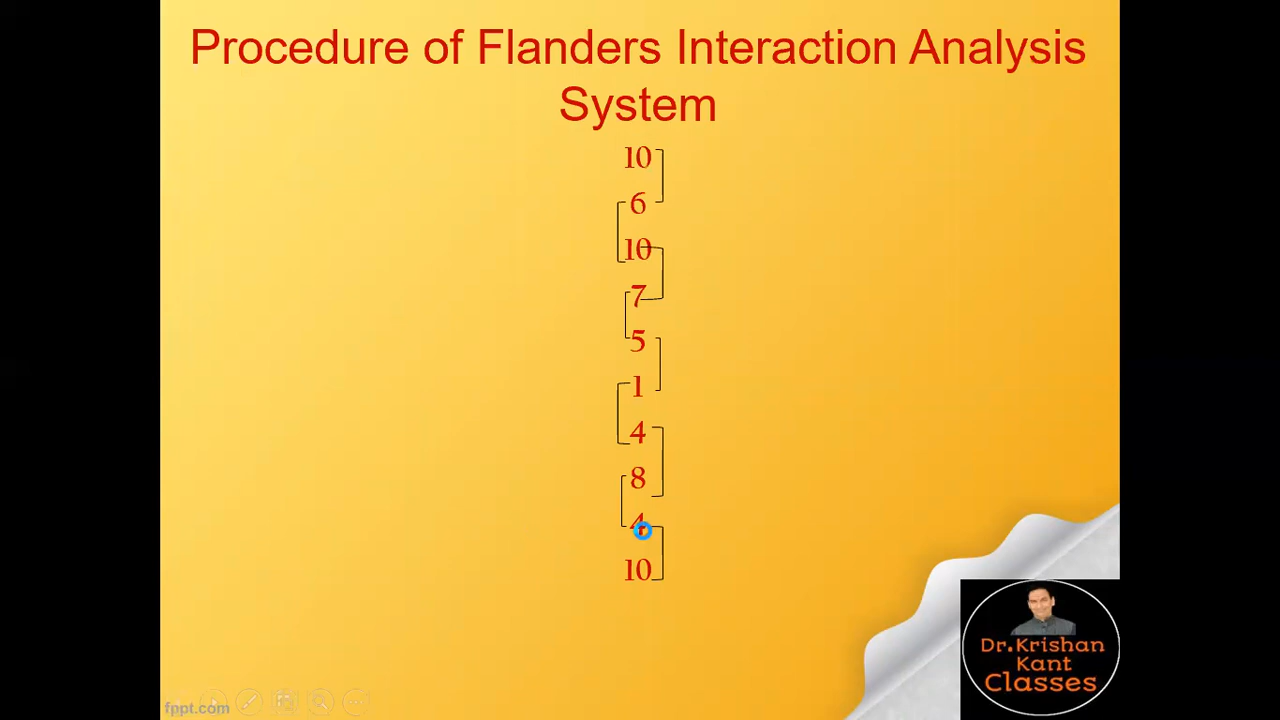 Procedure of Flanders Interaction Analysis
System
10
6
10
7
5
1
4
8
4
10
Dr.Krishan
Kant
Classes
fppt.com